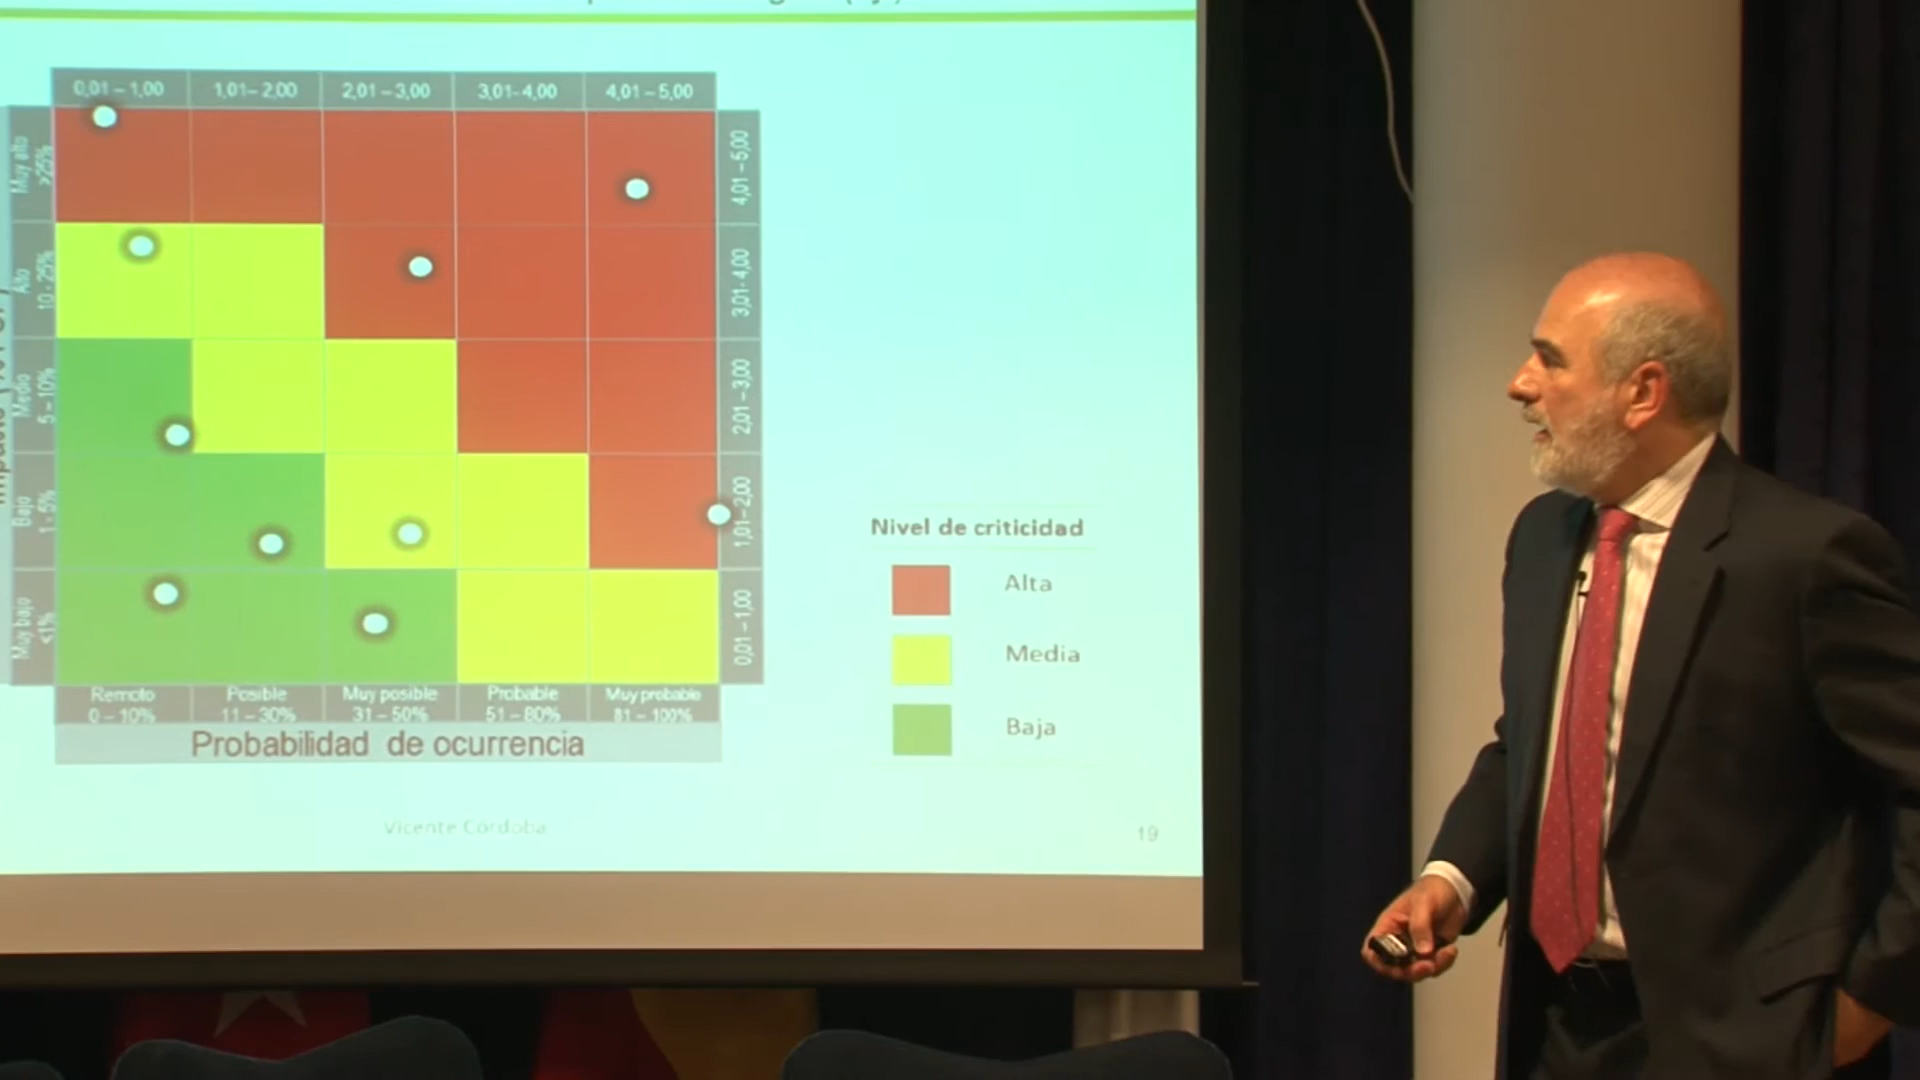 0,01 – 1,00 1,01– 2,00 2,01 – 3,00 3,01- 4,00 4,01 – 5,00
Muy alto
>25%
4,01 – 5,00
Alto
10 - 25%
3,01- 4,00
Medio
5 – 10%
2,01 – 3,00
Bajo
1 - 5%
1,01–2,00
Muy bajo
<1%
0,01 – 1,00
Remoto Posible Muy posible Probable Muy probable
0 – 10% 11 – 30% 31 – 50% 51 – 80% 81 – 100%
Probabilidad de ocurrencia
Nivel de criticidad
Alta
Media
Baja
Vicente Córdoba
19